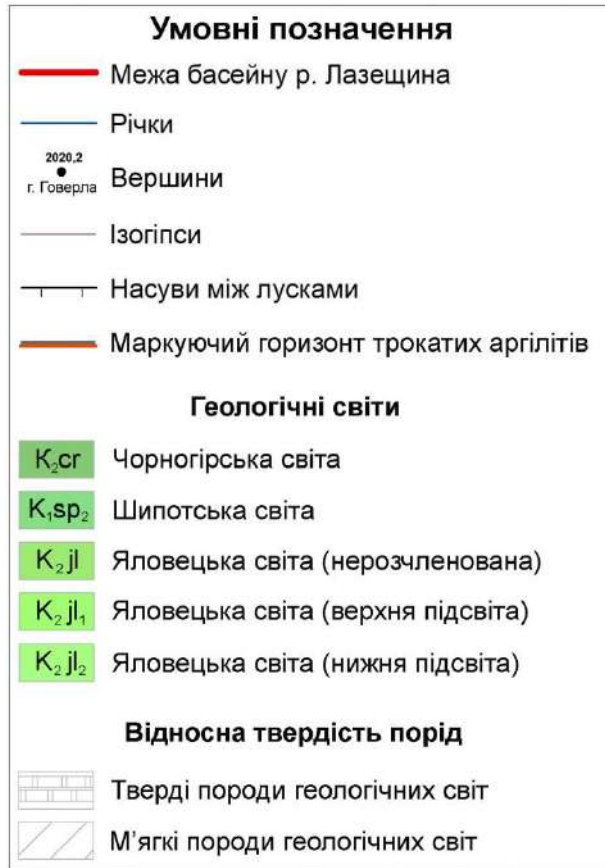 Умовні позначення
Межа басейну р. Лазещина
Річки
2020,2
г. Говерла
Вершини
Ізогіпси
Насуви між лусками
Маркуючий горизонт трокатих аргілітів
Геологічні світи
K₂cr Чорногірська світа
K₁sp₂ Шипотська світа
K₂jl Яловецька світа (нерозчленована)
K₂jl₁ Яловецька світа (верхня підсвіта)
K₂jl₂ Яловецька світа (нижня підсвіта)
Відносна твердість порід
Тверді породи геологічних світ
М’які породи геологічних світ